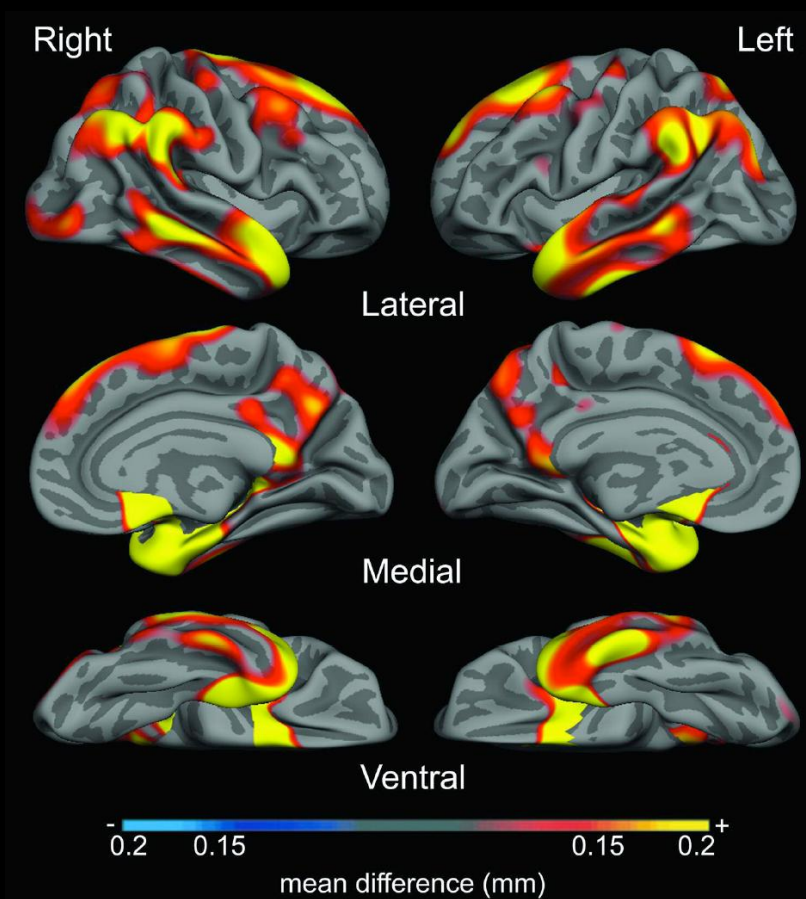 Right Left
Lateral
Medial
Ventral
- +
0.2 0.15 0.15 0.2
mean difference (mm)